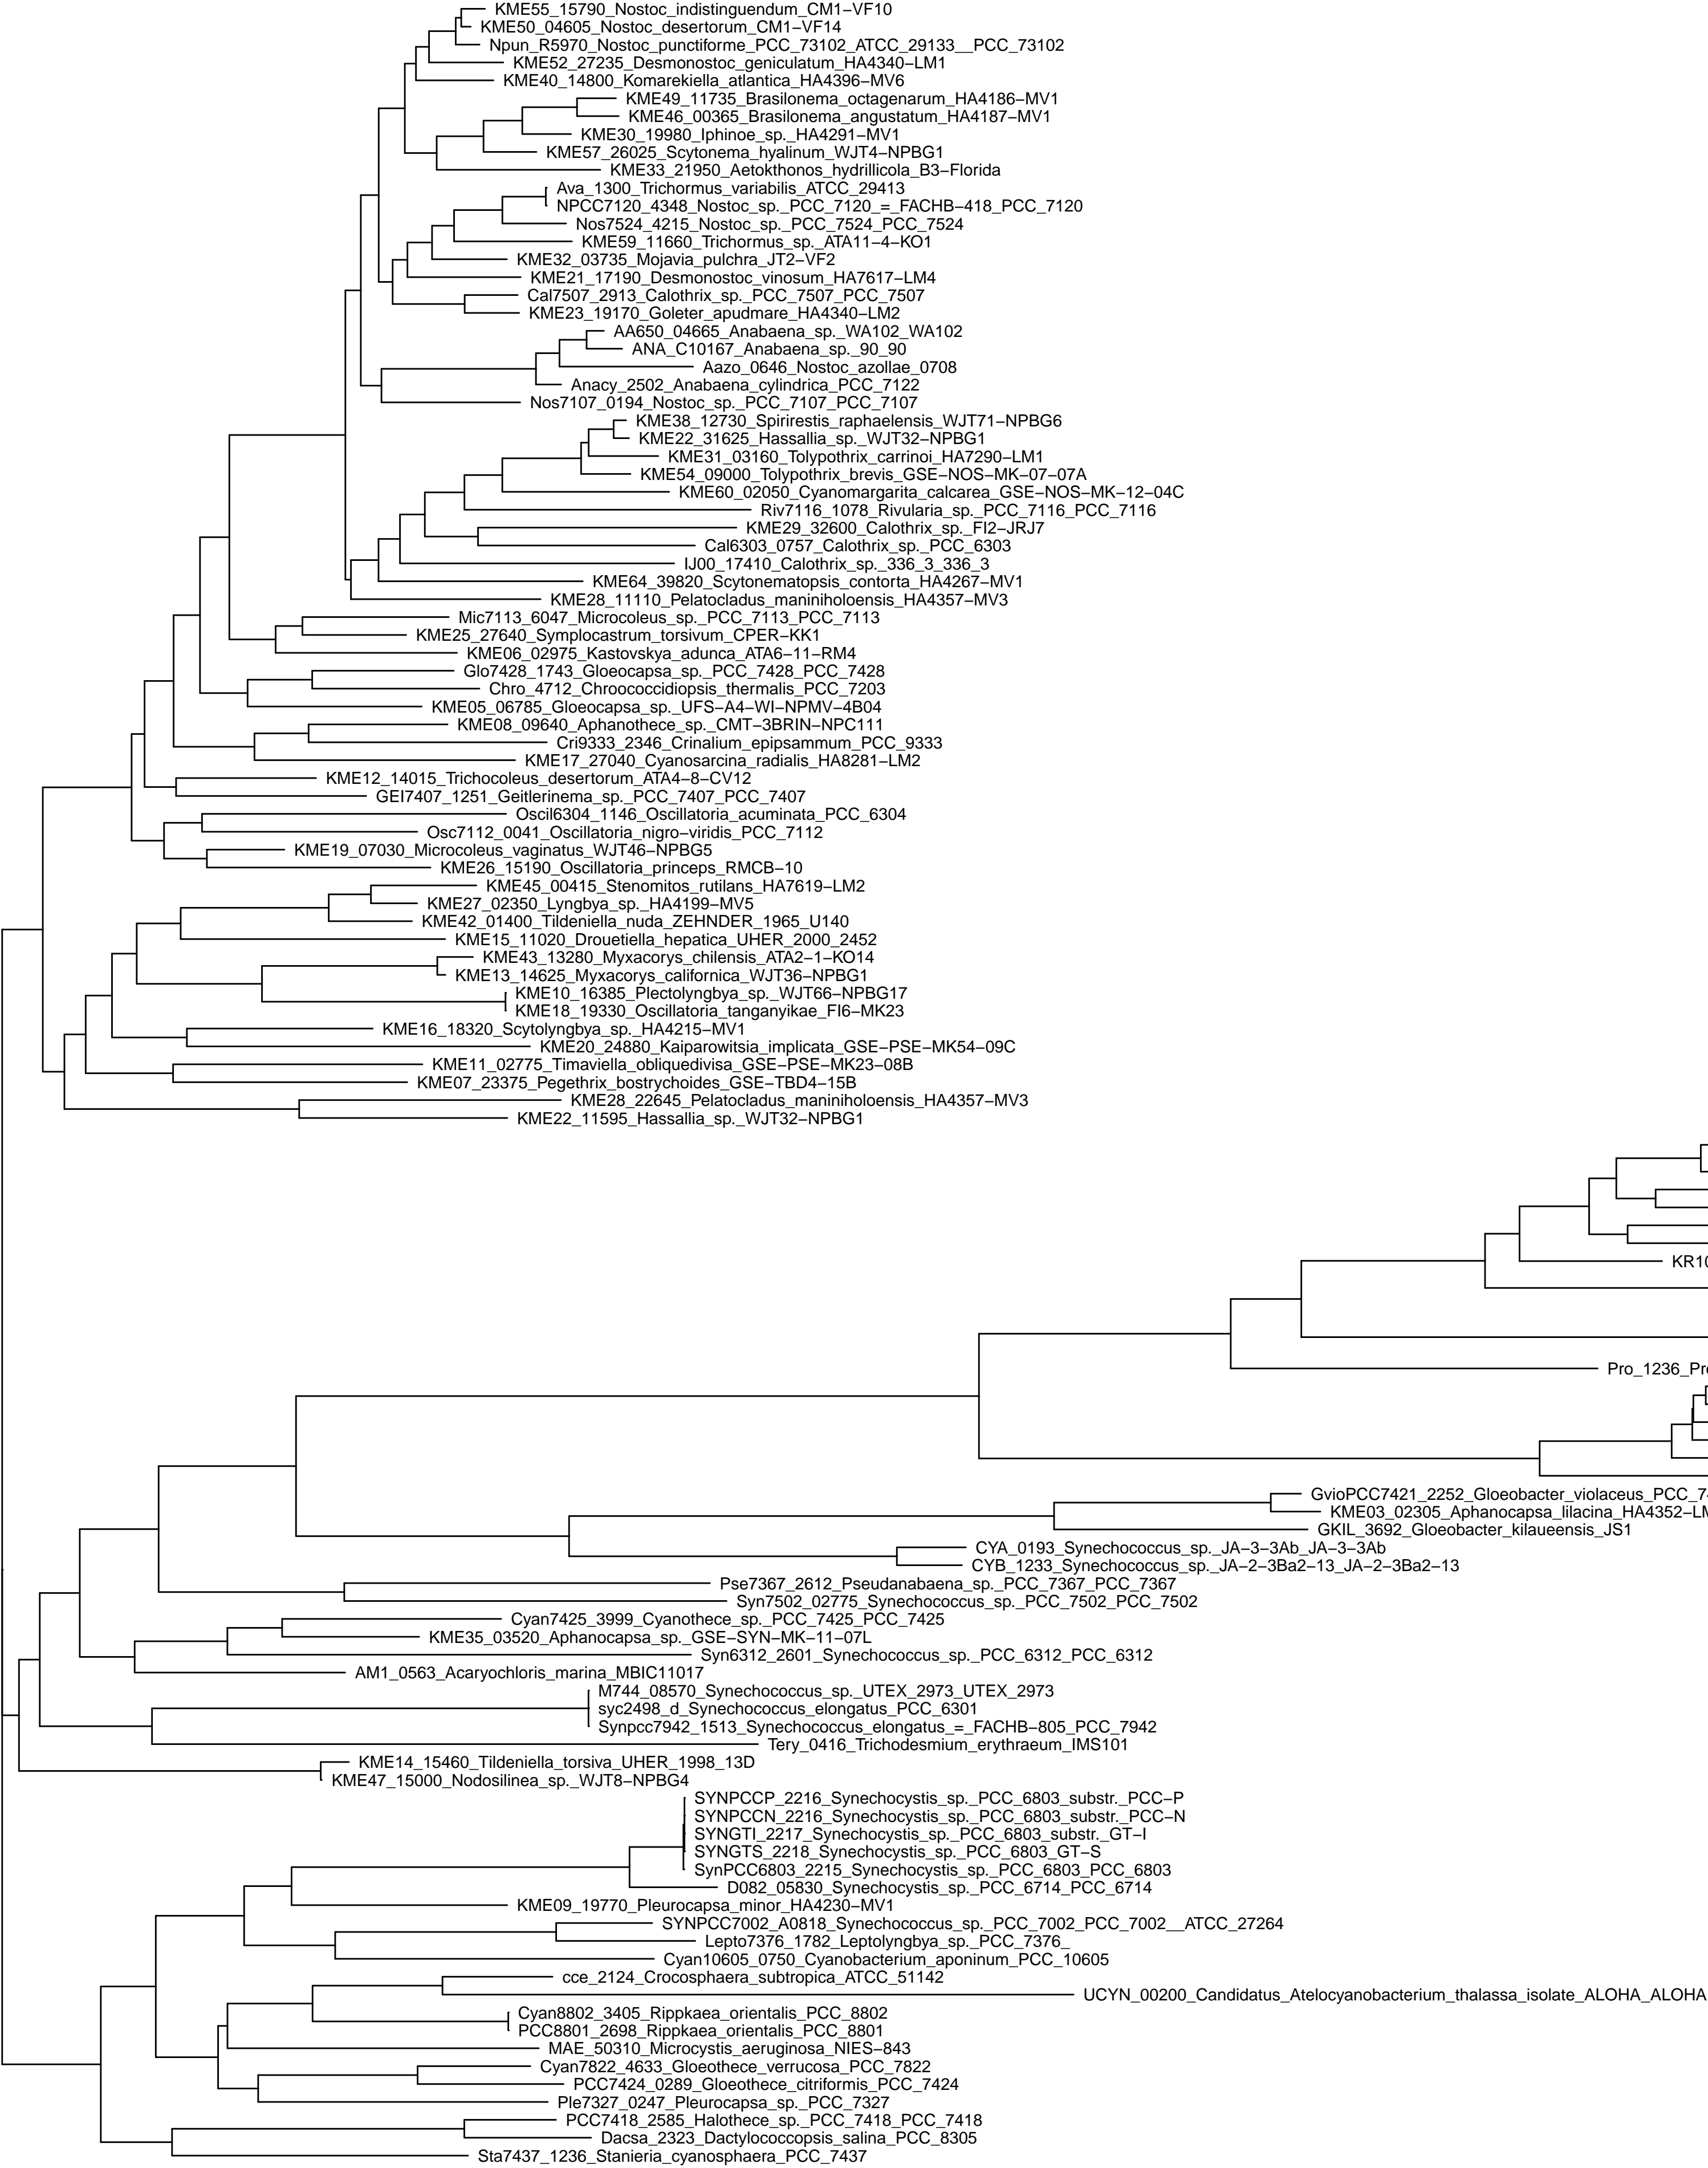 KME55_15790_Nostoc_indistinguendum_CM1−VF10
KME50_04605_Nostoc_desertorum_CM1−VF14
Npun_R5970_Nostoc_punctiforme_PCC_73102_ATCC_29133__PCC_73102
KME52_27235_Desmonostoc_geniculatum_HA4340−LM1
KME40_14800_Komarekiella_atlantica_HA4396−MV6
KME49_11735_Brasilonema_octagenarum_HA4186−MV1
KME46_00365_Brasilonema_angustatum_HA4187−MV1
KME30_19980_Iphinoe_sp._HA4291−MV1
KME57_26025_Scytonema_hyalinum_WJT4−NPBG1
KME33_21950_Aetokthonos_hydrillicola_B3−Florida
Ava_1300_Trichormus_variabilis_ATCC_29413
NPCC7120_4348_Nostoc_sp._PCC_7120_=_FACHB−418_PCC_7120
Nos7524_4215_Nostoc_sp._PCC_7524_PCC_7524
KME59_11660_Trichormus_sp._ATA11−4−KO1
KME32_03735_Mojavia_pulchra_JT2−VF2
KME21_17190_Desmonostoc_vinosum_HA7617−LM4
Cal7507_2913_Calothrix_sp._PCC_7507_PCC_7507
KME23_19170_Goleter_apudmare_HA4340−LM2
AA650_04665_Anabaena_sp._WA102_WA102
ANA_C10167_Anabaena_sp._90_90
Aazo_0646_Nostoc_azollae_0708
Anacy_2502_Anabaena_cylindrica_PCC_7122
Nos7107_0194_Nostoc_sp._PCC_7107_PCC_7107
KME38_12730_Spirirestis_raphaelensis_WJT71−NPBG6
KME22_31625_Hassallia_sp._WJT32−NPBG1
KME31_03160_Tolypothrix_carrinoi_HA7290−LM1
KME54_09000_Tolypothrix_brevis_GSE−NOS−MK−07−07A
KME60_02050_Cyanomargarita_calcarea_GSE−NOS−MK−12−04C
Riv7116_1078_Rivularia_sp._PCC_7116_PCC_7116
KME29_32600_Calothrix_sp._FI2−JRJ7
Cal6303_0757_Calothrix_sp._PCC_6303
IJ00_17410_Calothrix_sp._336_3_336_3
KME64_39820_Scytonematopsis_contorta_HA4267−MV1
KME28_11110_Pelatocladus_maniniholoensis_HA4357−MV3
Mic7113_6047_Microcoleus_sp._PCC_7113_PCC_7113
KME25_27640_Symplocastrum_torsivum_CPER−KK1
KME06_02975_Kastovskya_adunca_ATA6−11−RM4
Glo7428_1743_Gloeocapsa_sp._PCC_7428_PCC_7428
Chro_4712_Chroococcidiopsis_thermalis_PCC_7203
KME05_06785_Gloeocapsa_sp._UFS−A4−WI−NPMV−4B04
KME08_09640_Aphanothece_sp._CMT−3BRIN−NPC111
Cri9333_2346_Crinalium_epipsammum_PCC_9333
KME17_27040_Cyanosarcina_radialis_HA8281−LM2
KME12_14015_Trichocoleus_desertorum_ATA4−8−CV12
GEI7407_1251_Geitlerinema_sp._PCC_7407_PCC_7407
Oscil6304_1146_Oscillatoria_acuminata_PCC_6304
Osc7112_0041_Oscillatoria_nigro−viridis_PCC_7112
KME19_07030_Microcoleus_vaginatus_WJT46−NPBG5
KME26_15190_Oscillatoria_princeps_RMCB−10
KME45_00415_Stenomitos_rutilans_HA7619−LM2
KME27_02350_Lyngbya_sp._HA4199−MV5
KME42_01400_Tildeniella_nuda_ZEHNDER_1965_U140
KME15_11020_Drouetiella_hepatica_UHER_2000_2452
KME43_13280_Myxacorys_chilensis_ATA2−1−KO14
KME13_14625_Myxacorys_californica_WJT36−NPBG1
KME10_16385_Plectolyngbya_sp._WJT66−NPBG17
KME18_19330_Oscillatoria_tanganyikae_FI6−MK23
KME16_18320_Scytolyngbya_sp._HA4215−MV1
KME20_24880_Kaiparowitsia_implicata_GSE−PSE−MK54−09C
KME11_02775_Timaviella_obliquedivisa_GSE−PSE−MK23−08B
KME07_23375_Pegethrix_bostrychoides_GSE−TBD4−15B
KME28_22645_Pelatocladus_maniniholoensis_HA4357−MV3
KME22_11595_Hassallia_sp._WJT32−NPBG1
KR10
Pro_1236_Pro
GvioPCC7421_2252_Gloeobacter_violaceus_PCC_74
KME03_02305_Aphanocapsa_lilacina_HA4352−LM
GKIL_3692_Gloeobacter_kilaueensis_JS1
CYA_0193_Synechococcus_sp._JA−3−3Ab_JA−3−3Ab
CYB_1233_Synechococcus_sp._JA−2−3Ba2−13_JA−2−3Ba2−13
Pse7367_2612_Pseudanabaena_sp._PCC_7367_PCC_7367
Syn7502_02775_Synechococcus_sp._PCC_7502_PCC_7502
Cyan7425_3999_Cyanothece_sp._PCC_7425_PCC_7425
KME35_03520_Aphanocapsa_sp._GSE−SYN−MK−11−07L
Syn6312_2601_Synechococcus_sp._PCC_6312_PCC_6312
AM1_0563_Acaryochloris_marina_MBIC11017
M744_08570_Synechococcus_sp._UTEX_2973_UTEX_2973
syc2498_d_Synechococcus_elongatus_PCC_6301
Synpcc7942_1513_Synechococcus_elongatus_=_FACHB−805_PCC_7942
Tery_0416_Trichodesmium_erythraeum_IMS101
KME14_15460_Tildeniella_torsiva_UHER_1998_13D
KME47_15000_Nodosilinea_sp._WJT8−NPBG4
SYNPCCP_2216_Synechocystis_sp._PCC_6803_substr._PCC−P
SYNPCCN_2216_Synechocystis_sp._PCC_6803_substr._PCC−N
SYNGTI_2217_Synechocystis_sp._PCC_6803_substr._GT−I
SYNGTS_2218_Synechocystis_sp._PCC_6803_GT−S
SynPCC6803_2215_Synechocystis_sp._PCC_6803_PCC_6803
D082_05830_Synechocystis_sp._PCC_6714_PCC_6714
KME09_19770_Pleurocapsa_minor_HA4230−MV1
SYNPCC7002_A0818_Synechococcus_sp._PCC_7002_PCC_7002__ATCC_27264
Lepto7376_1782_Leptolyngbya_sp._PCC_7376_
Cyan10605_0750_Cyanobacterium_aponinum_PCC_10605
cce_2124_Crocosphaera_subtropica_ATCC_51142
UCYN_00200_Candidatus_Atelocyanobacterium_thalassa_isolate_ALOHA_ALOHA
Cyan8802_3405_Rippkaea_orientalis_PCC_8802
PCC8801_2698_Rippkaea_orientalis_PCC_8801
MAE_50310_Microcystis_aeruginosa_NIES−843
Cyan7822_4633_Gloeothece_verrucosa_PCC_7822
PCC7424_0289_Gloeothece_citriformis_PCC_7424
Ple7327_0247_Pleurocapsa_sp._PCC_7327
PCC7418_2585_Halothece_sp._PCC_7418_PCC_7418
Dacsa_2323_Dactylococcopsis_salina_PCC_8305
Sta7437_1236_Stanieria_cyanosphaera_PCC_7437